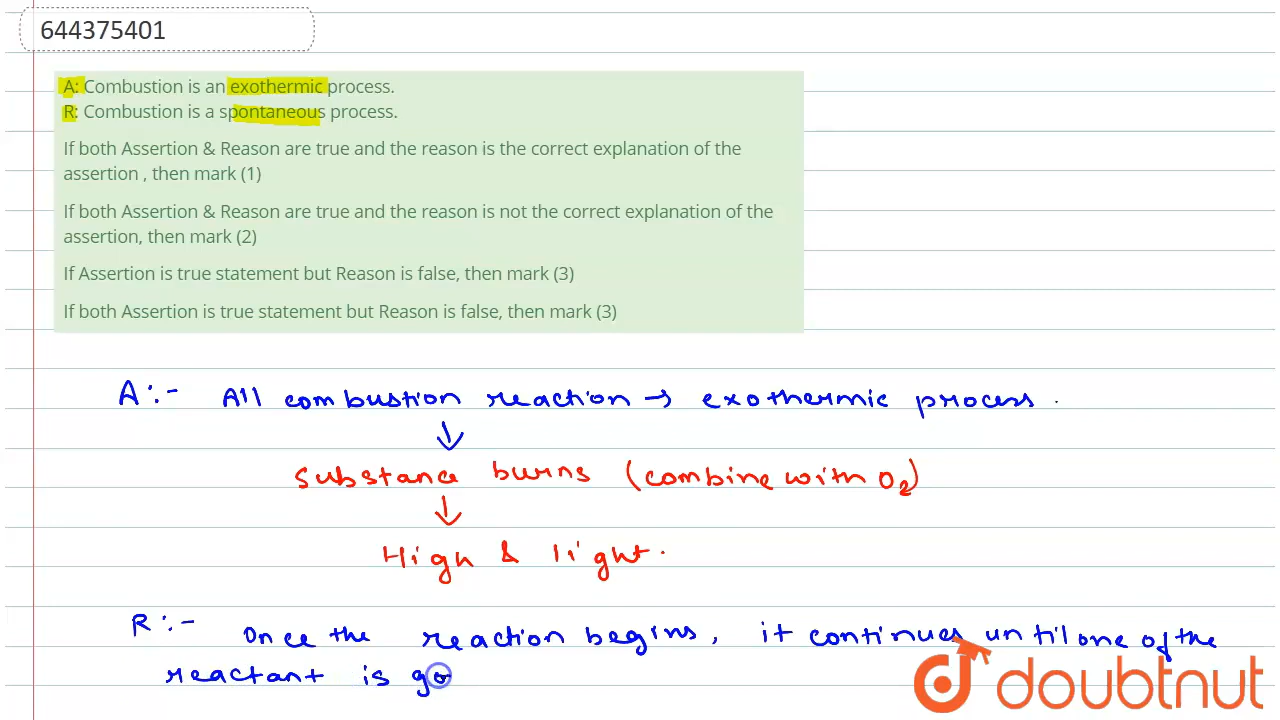 644375401
A: Combustion is an exothermic process.
R: Combustion is a spontaneous process.
If both Assertion & Reason are true and the reason is the correct explanation of the
assertion , then mark (1)
If both Assertion & Reason are true and the reason is not the correct explanation of the
assertion, then mark (2)
If Assertion is true statement but Reason is false, then mark (3)
If both Assertion is true statement but Reason is false, then mark (3)
A :- All combustion reaction → exothermic process .
↓
Substance burns (combine with O₂)
↓
High & light .
R :- Once the reaction begins, it continues until one of the
reactant is go
doubtnut